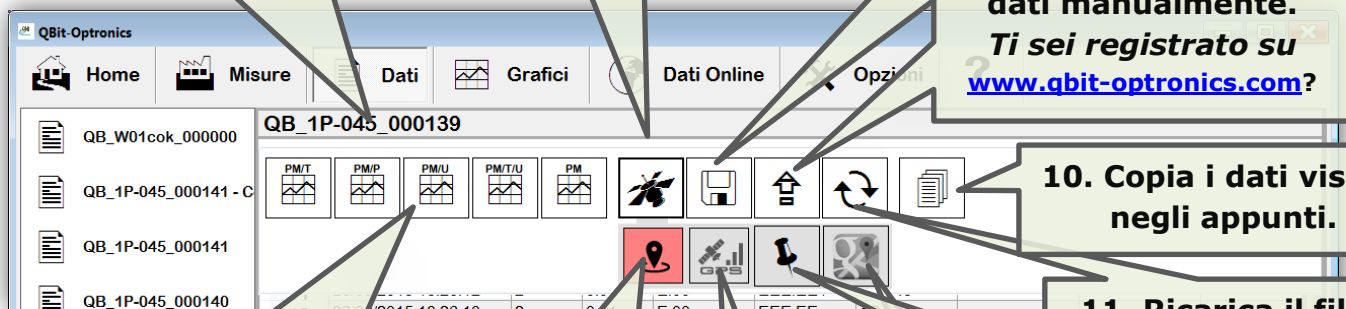 dati manualmente.
QBit-Optronics
Ti sei registrato su
Home Misure Dati Grafici Dati Online Opzioni
www.qbit-optronics.com?
QB_1P-045_000139
QB_W01cok_000000
PM/T PM/P PM/U PM/T/U PM
10. Copia i dati vis
QB_1P-045_000141 - C
negli appunti.
QB_1P-045_000141
GPS
QB_1P-045_000140
11. Ricarica il fil